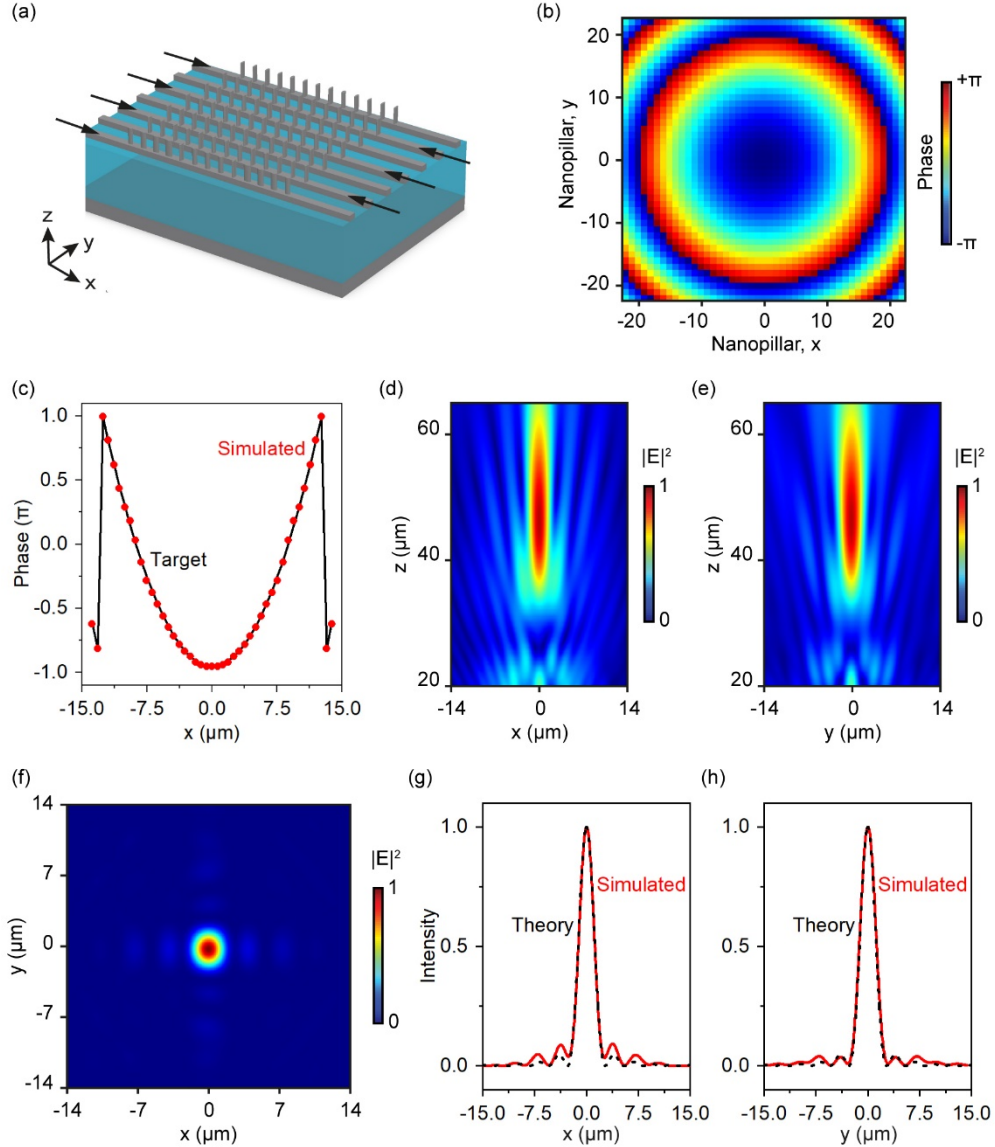 (a)
z
y
x
(b)
20
10
0
-10
-20
Nanopillar, y
-20 -10 0 10 20
Nanopillar, x
+π
Phase
-π
(c)
1.0
0.5
0.0
-0.5
-1.0
Phase (π)
Simulated
Target
-15.0 -7.5 0.0 7.5 15.0
x (μm)
(d)
60
40
20
z (μm)
-14 0 14
x (μm)
|E|²
1
0
(e)
60
40
20
z (μm)
-14 0 14
y (μm)
|E|²
1
0
(f)
14
7
0
-7
-14
y (μm)
-14 -7 0 7 14
x (μm)
|E|²
1
0
(g)
1.0
0.5
0.0
Intensity
Simulated
Theory
-15.0 -7.5 0.0 7.5 15.0
x (μm)
(h)
1.0
0.5
0.0
Simulated
Theory
-15.0 -7.5 0.0 7.5 15.0
y (μm)